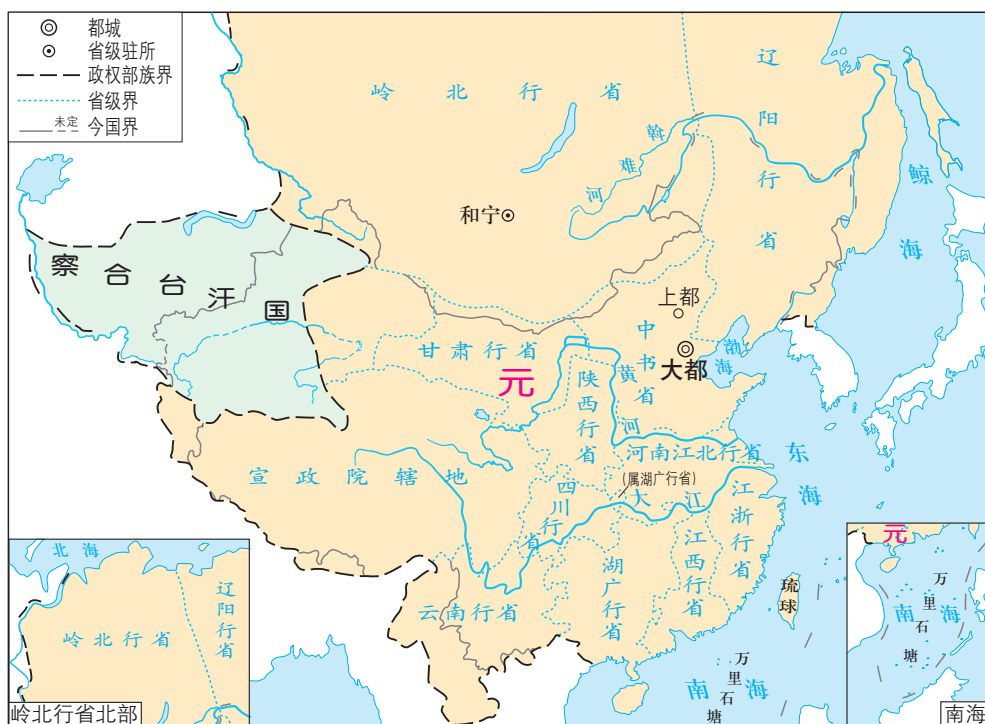 都城
省级驻所
政权部族界
省级界
未定 今国界
岭北行省
辽阳行省
斡难河
鲸海
和宁
察合台汗国
上都
中书省
大都
渤海
甘肃行省
元
陕西行省
黄河
河南江北行省
东海
宣政院辖地
(属湖广行省)
四川行省
大江
江浙行省
江西行省
湖广行省
云南行省
琉球
万里石塘
南海
北海
辽阳行省
岭北行省
岭北行省北部
元
万里石塘
南海
南海